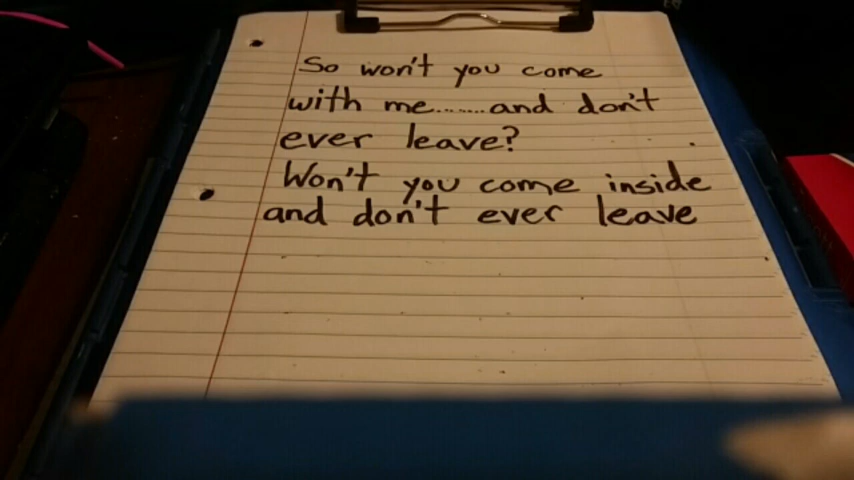 So won't you come
with me.......and don't
ever leave?
Won't you come inside
and don't ever leave